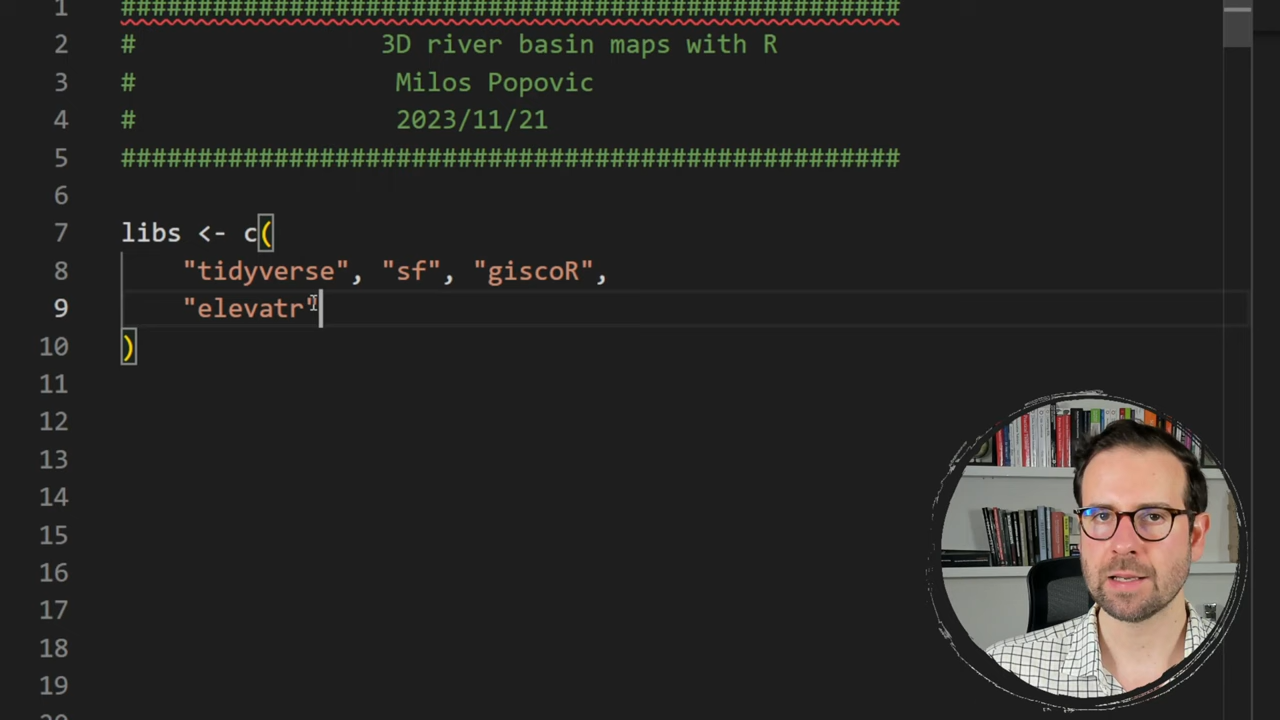 1 ###################################################
2 # 3D river basin maps with R
3 # Milos Popovic
4 # 2023/11/21
5 ###################################################
6
7 libs <- c(
8 "tidyverse", "sf", "giscoR",
9 "elevatr"
10 )
11
12
13
14
15
16
17
18
19